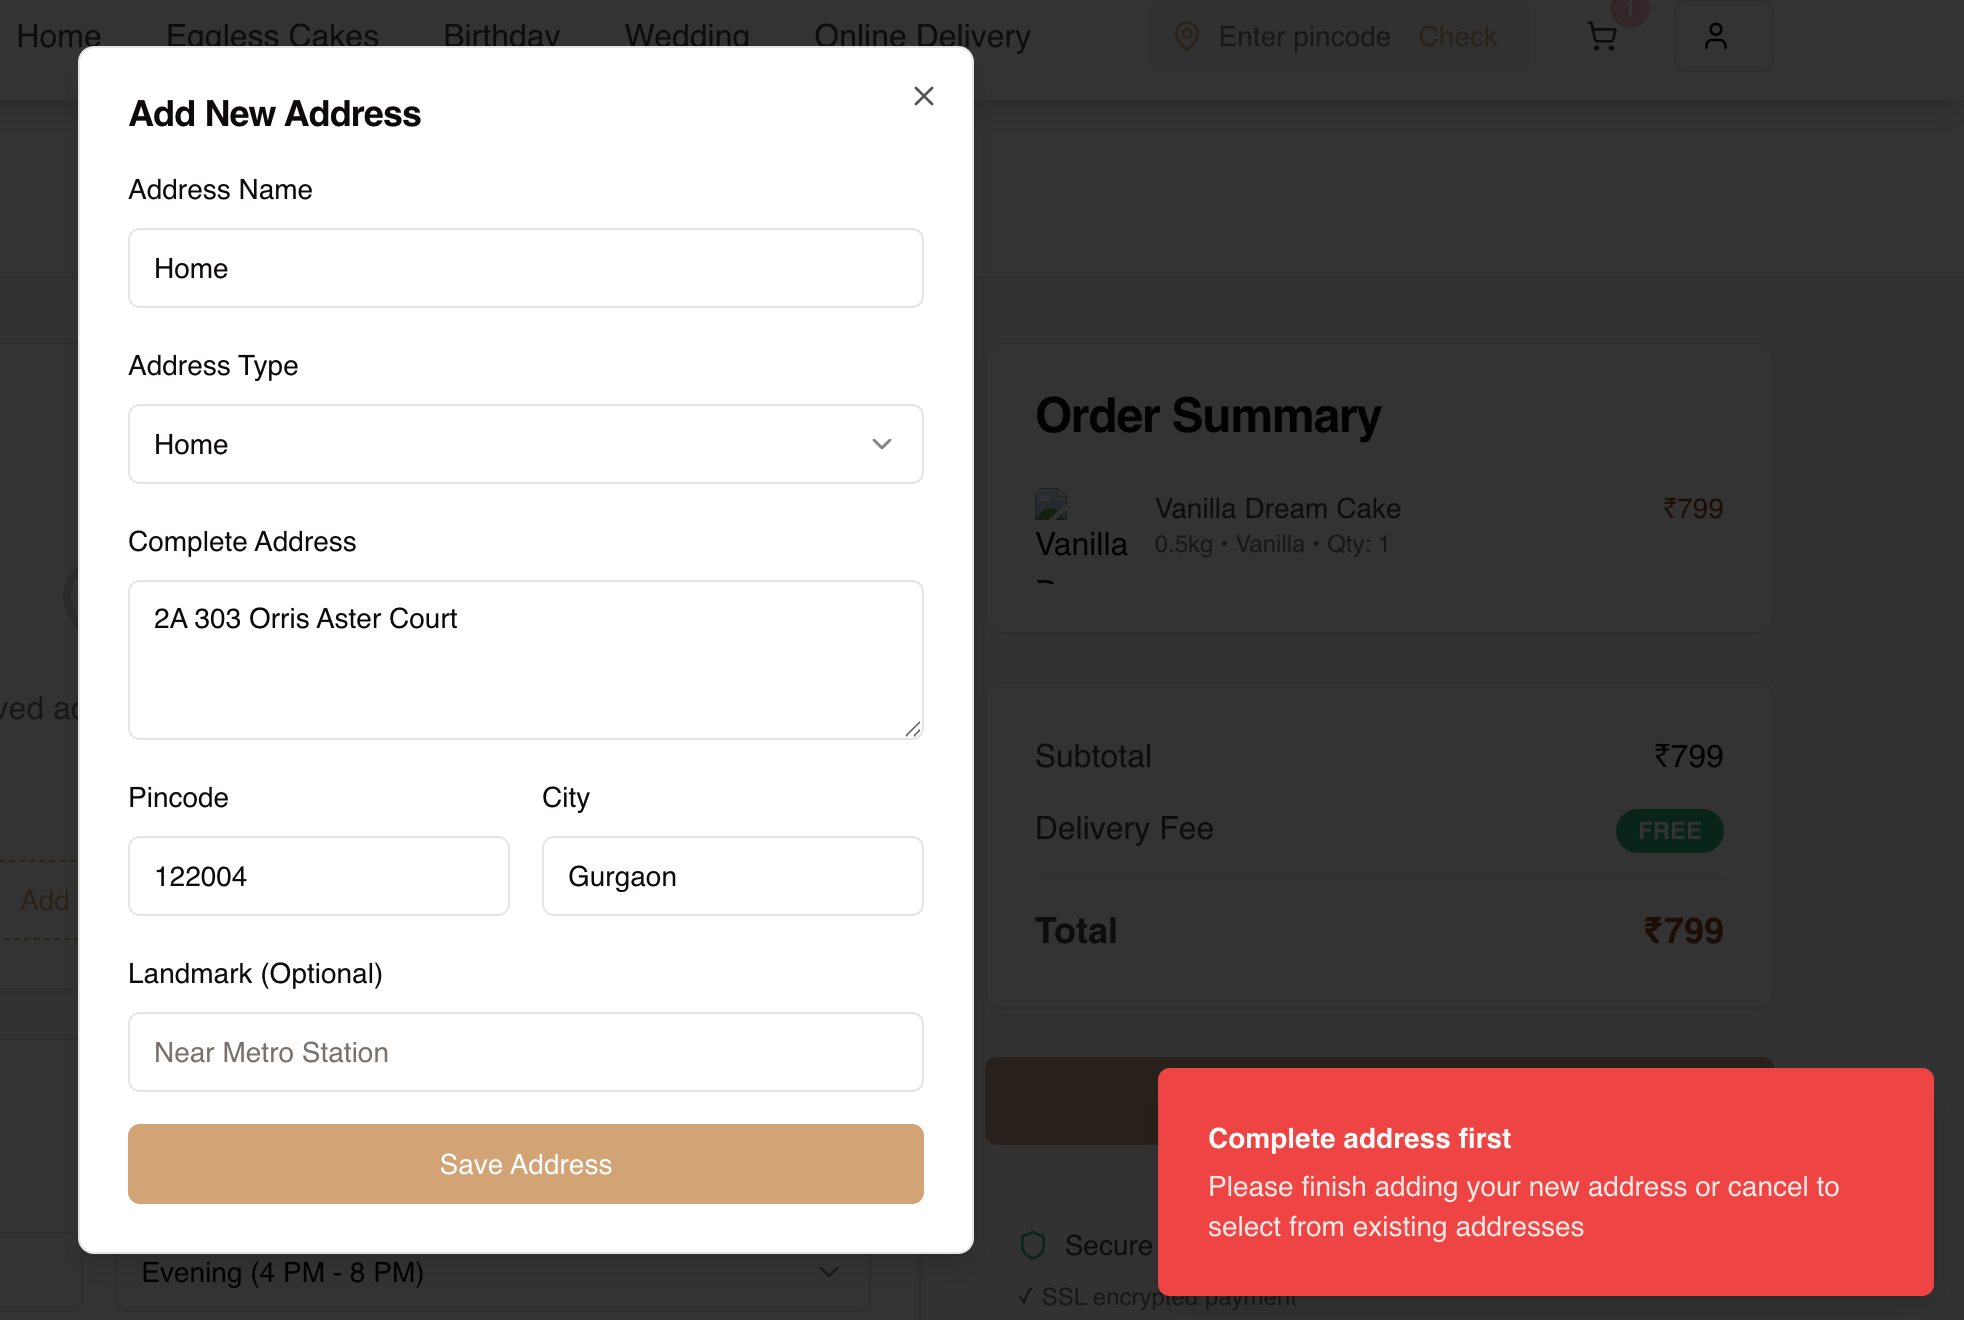 Home Eggless Cakes Birthday Wedding Online Delivery Enter pincode Check 1
Add New Address
Address Name
Home
Address Type
Home
Complete Address
2A 303 Orris Aster Court
Pincode City
122004 Gurgaon
Landmark (Optional)
Near Metro Station
Save Address
Add
Evening (4 PM - 8 PM)
Order Summary
Vanilla
Vanilla Dream Cake ₹799
0.5kg • Vanilla • Qty: 1
Subtotal ₹799
Delivery Fee FREE
Total ₹799
Complete address first
Please finish adding your new address or cancel to
select from existing addresses
Secure
✓ SSL encrypted payment